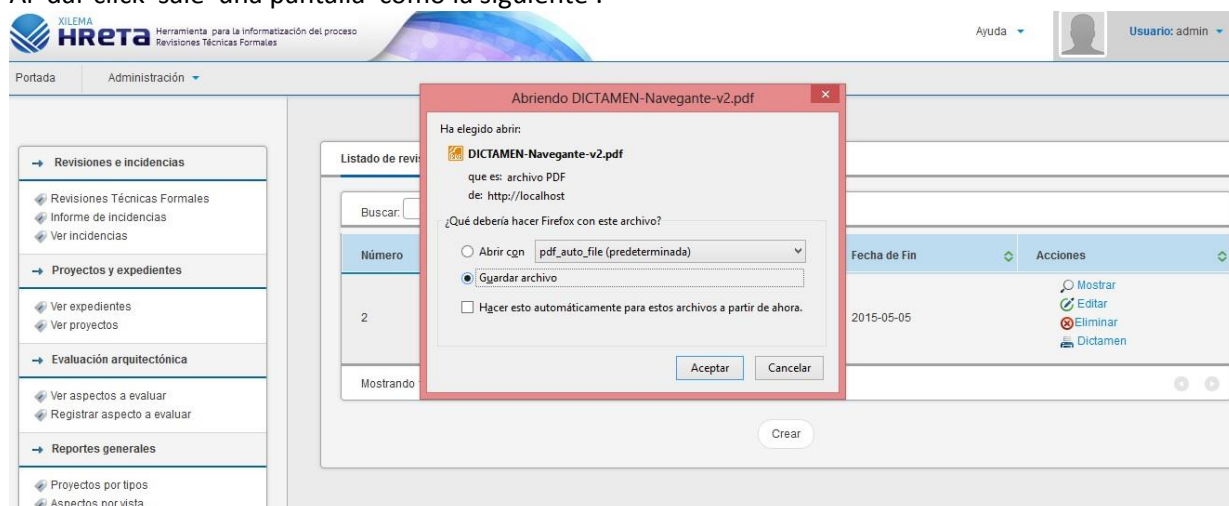 Al dar click sale una pantalla como la siguiente :
XILEMA
HRETA
Herramienta para la informatización del proceso
Revisiones Técnicas Formales
Ayuda
Usuario: admin
Portada
Administración
Revisiones e incidencias
Revisiones Técnicas Formales
Informe de incidencias
Ver incidencias
Proyectos y expedientes
Ver expedientes
Ver proyectos
Evaluación arquitectónica
Ver aspectos a evaluar
Registrar aspecto a evaluar
Reportes generales
Proyectos por tipos
Aspectos por vista
Listado de revi
Buscar:
Número
Fecha de Fin
Acciones
2
2015-05-05
Mostrar
Editar
Eliminar
Dictamen
Mostrando
Crear
Abriendo DICTAMEN-Navegante-v2.pdf
Ha elegido abrir:
DICTAMEN-Navegante-v2.pdf
que es: archivo PDF
de: http://localhost
¿Qué debería hacer Firefox con este archivo?
Abrir con pdf_auto_file (predeterminada)
Guardar archivo
Hacer esto automáticamente para estos archivos a partir de ahora.
Aceptar Cancelar